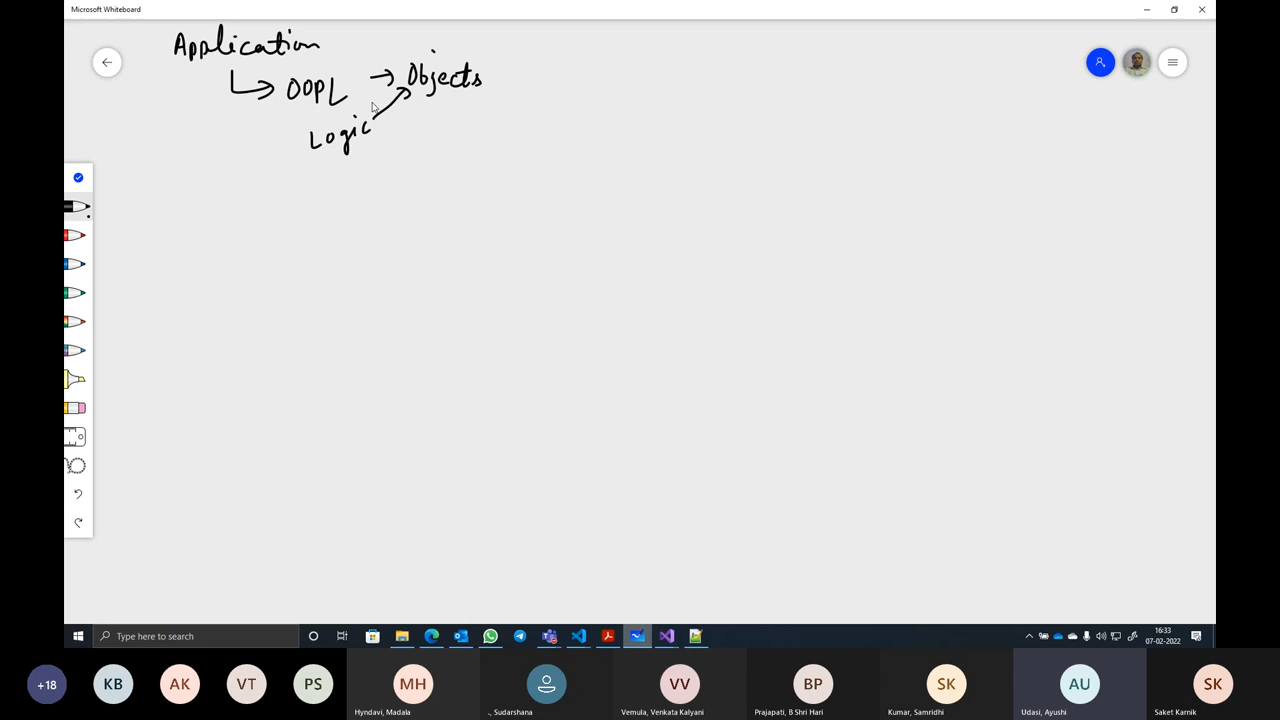 Microsoft Whiteboard
Application
OOPL → Objects
Logic
Type here to search
16:33
07-02-2022
+18
KB
AK
VT
PS
MH
VV
BP
SK
AU
SK
Hyndavi, Madala
., Sudarshana
Vemula, Venkata Kalyani
Prajapati, B Shri Hari
Kumar, Samridhi
Udasi, Ayushi
Saket Karnik